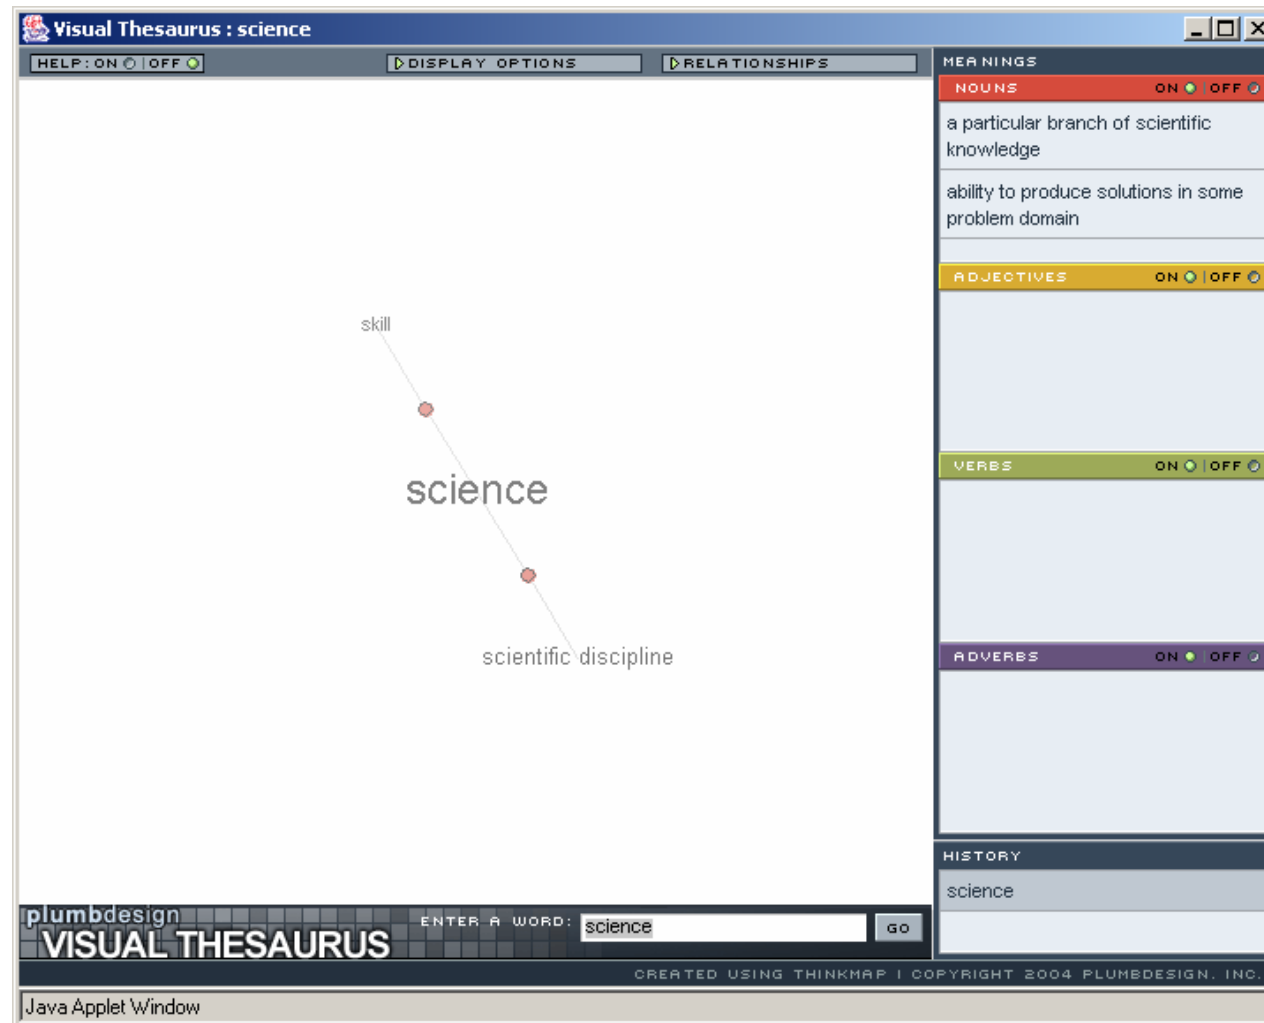 Visual Thesaurus : science
HELP: ON | OFF
DISPLAY OPTIONS
RELATIONSHIPS
skill
science
scientific discipline
MEANINGS
NOUNS ON | OFF
a particular branch of scientific
knowledge
ability to produce solutions in some
problem domain
ADJECTIVES ON | OFF
VERBS ON | OFF
ADVERBS ON | OFF
HISTORY
science
plumbdesign
VISUAL THESAURUS
ENTER A WORD: science GO
CREATED USING THINKMAP | COPYRIGHT 2004 PLUMBDESIGN, INC.
Java Applet Window